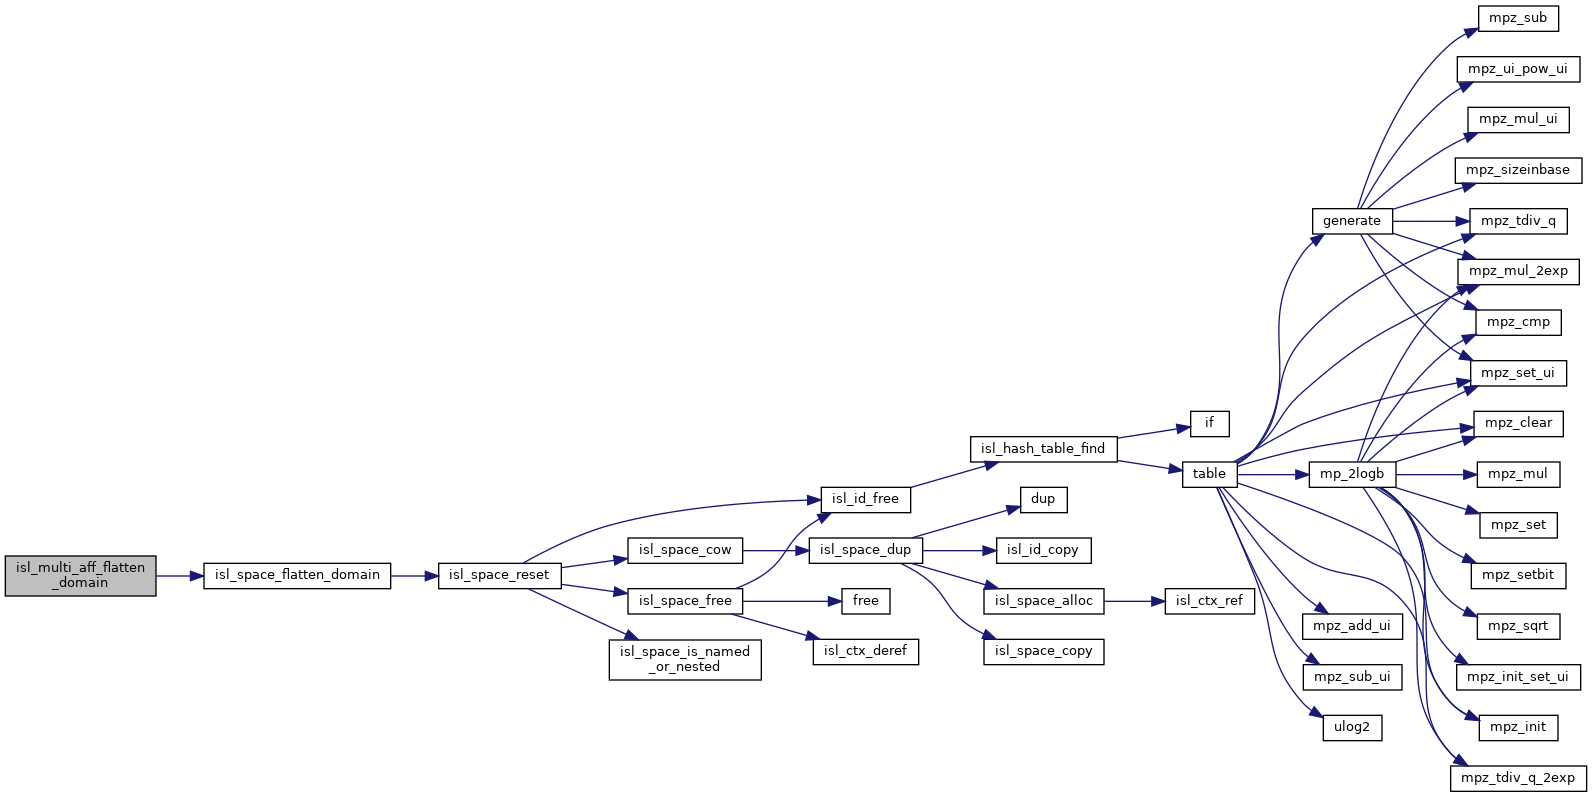 isl_multi_aff_flatten
_domain
isl_space_flatten_domain
isl_space_reset
isl_space_cow
isl_space_free
isl_space_is_named
_or_nested
isl_id_free
isl_space_dup
free
isl_ctx_deref
isl_hash_table_find
dup
isl_id_copy
isl_space_alloc
isl_space_copy
if
table
isl_ctx_ref
generate
mp_2logb
mpz_add_ui
mpz_sub_ui
ulog2
mpz_sub
mpz_ui_pow_ui
mpz_mul_ui
mpz_sizeinbase
mpz_tdiv_q
mpz_mul_2exp
mpz_cmp
mpz_set_ui
mpz_clear
mpz_mul
mpz_set
mpz_setbit
mpz_sqrt
mpz_init_set_ui
mpz_init
mpz_tdiv_q_2exp